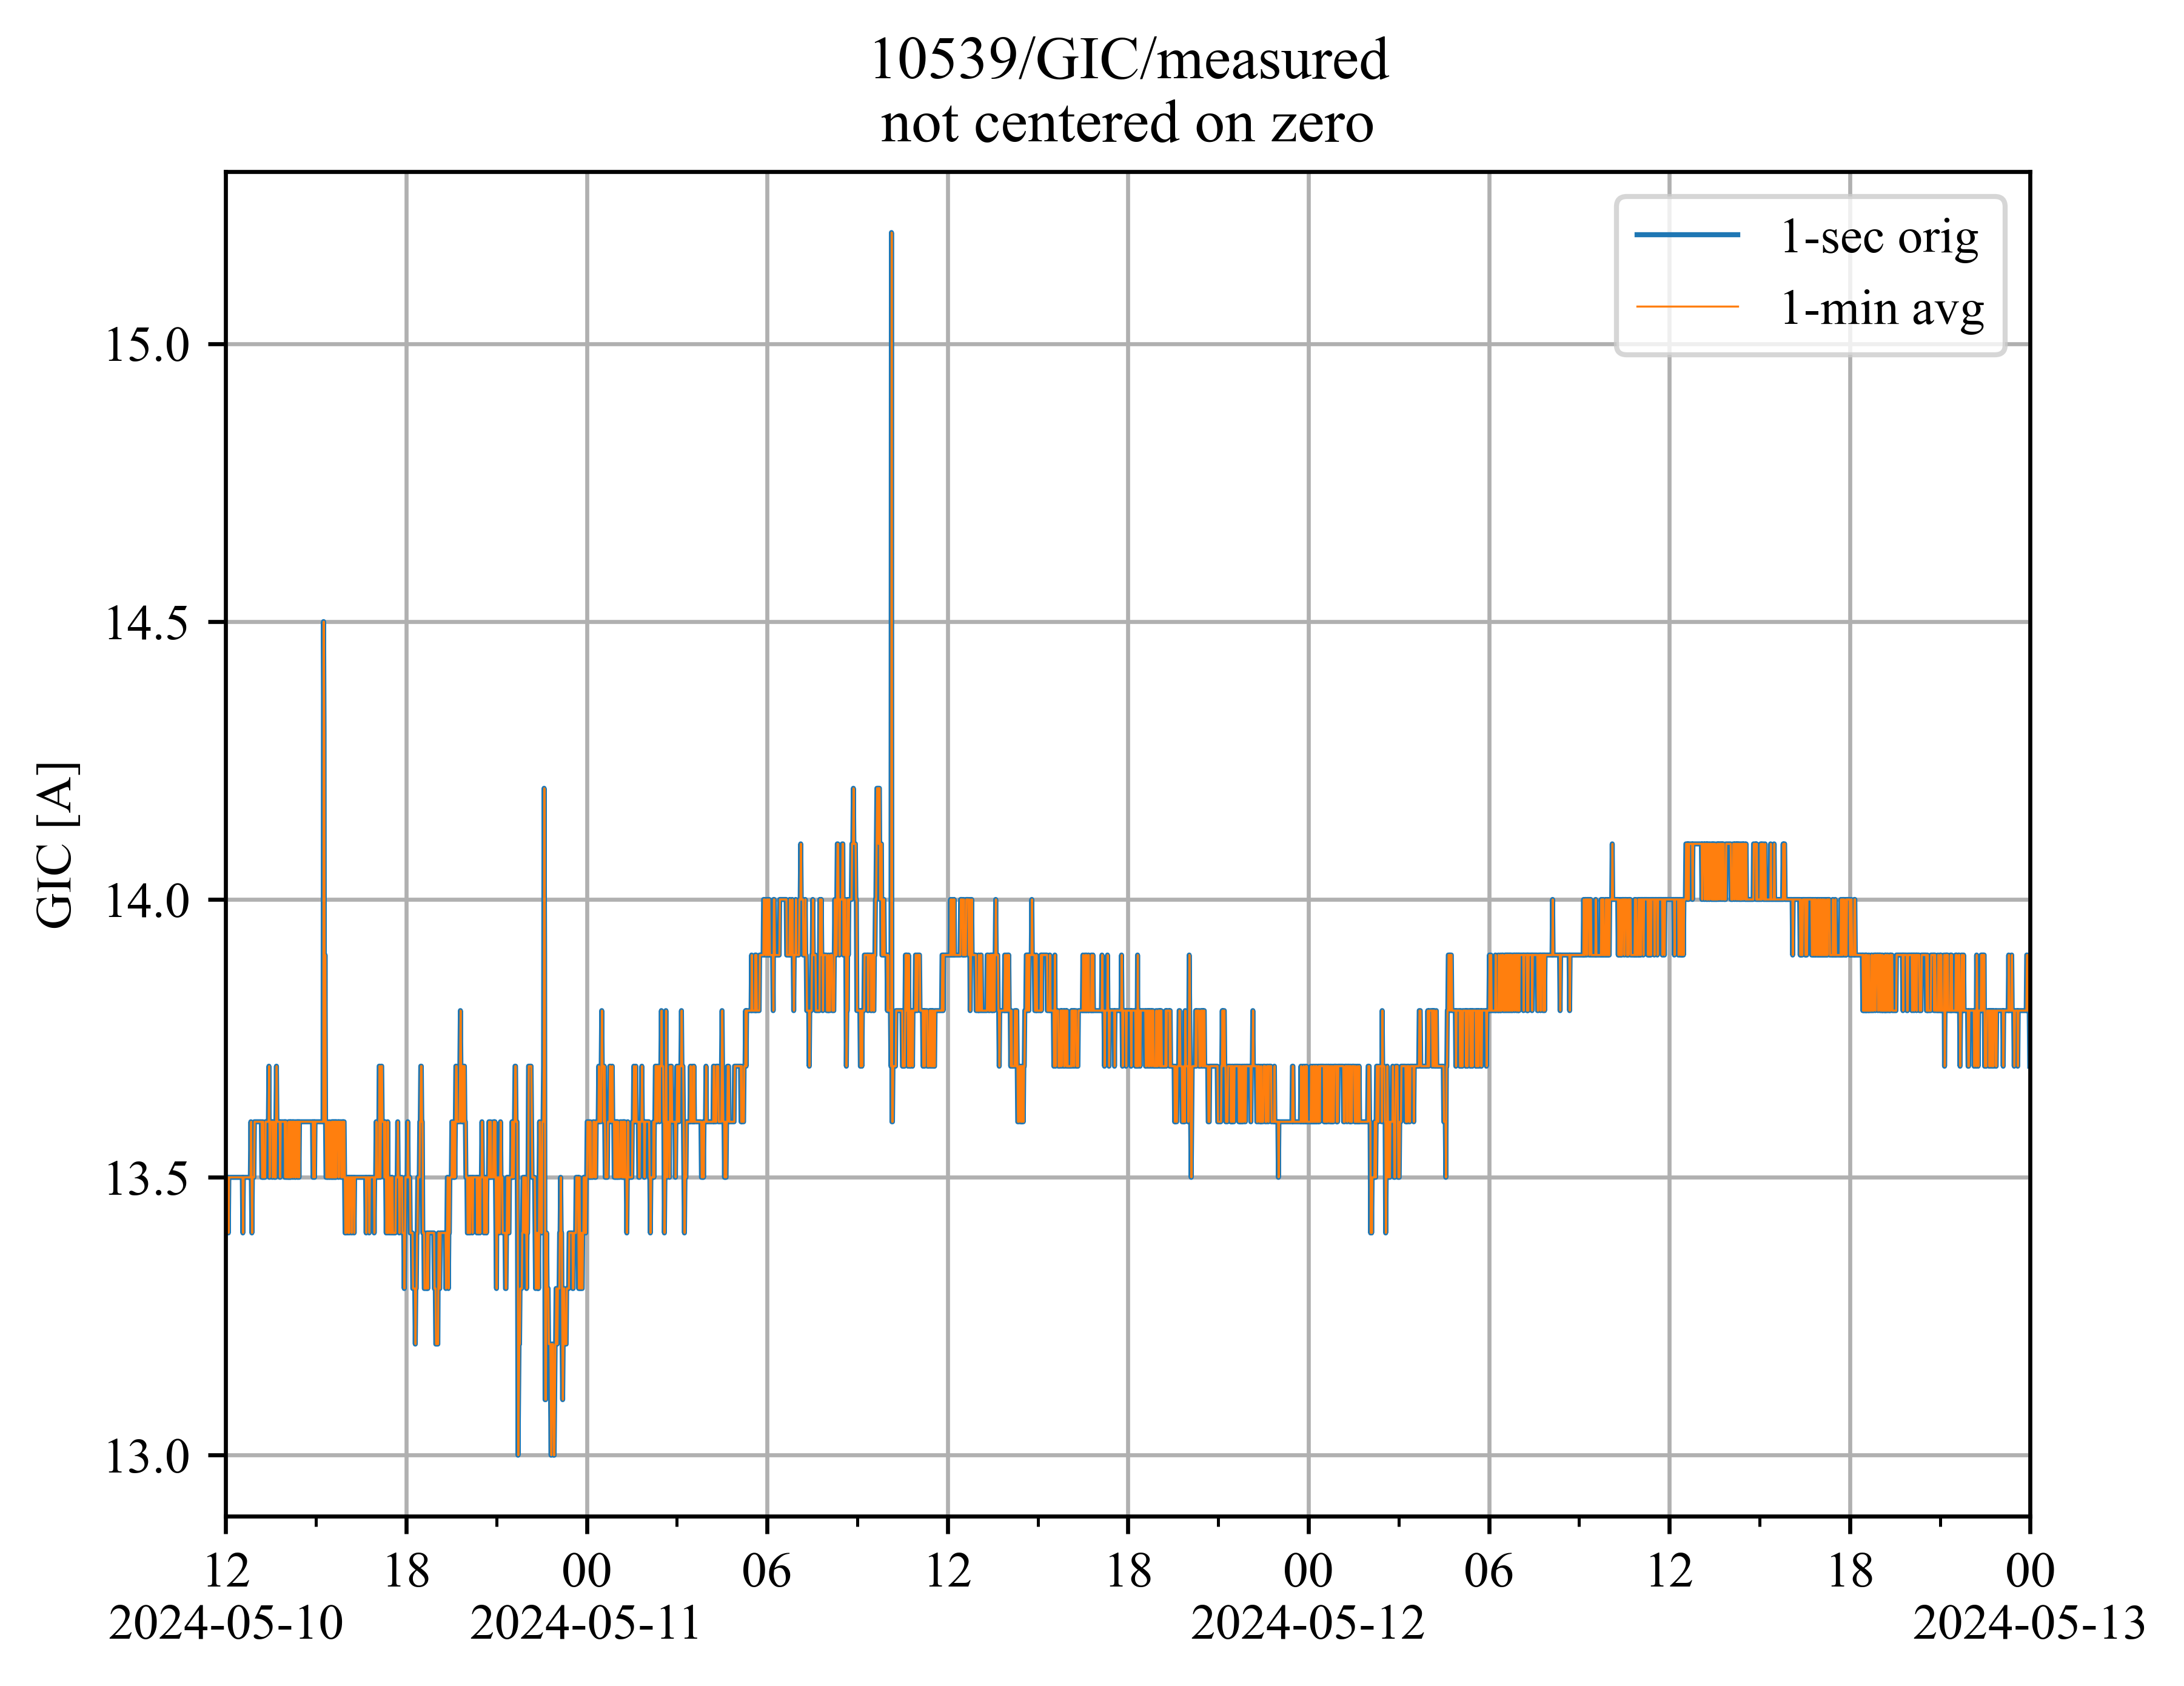 10539/GIC/measured
not centered on zero
1-sec orig
1-min avg
GIC [A]
15.0
14.5
14.0
13.5
13.0
12 18 00 06 12 18 00 06 12 18 00
2024-05-10 2024-05-11 2024-05-12 2024-05-13